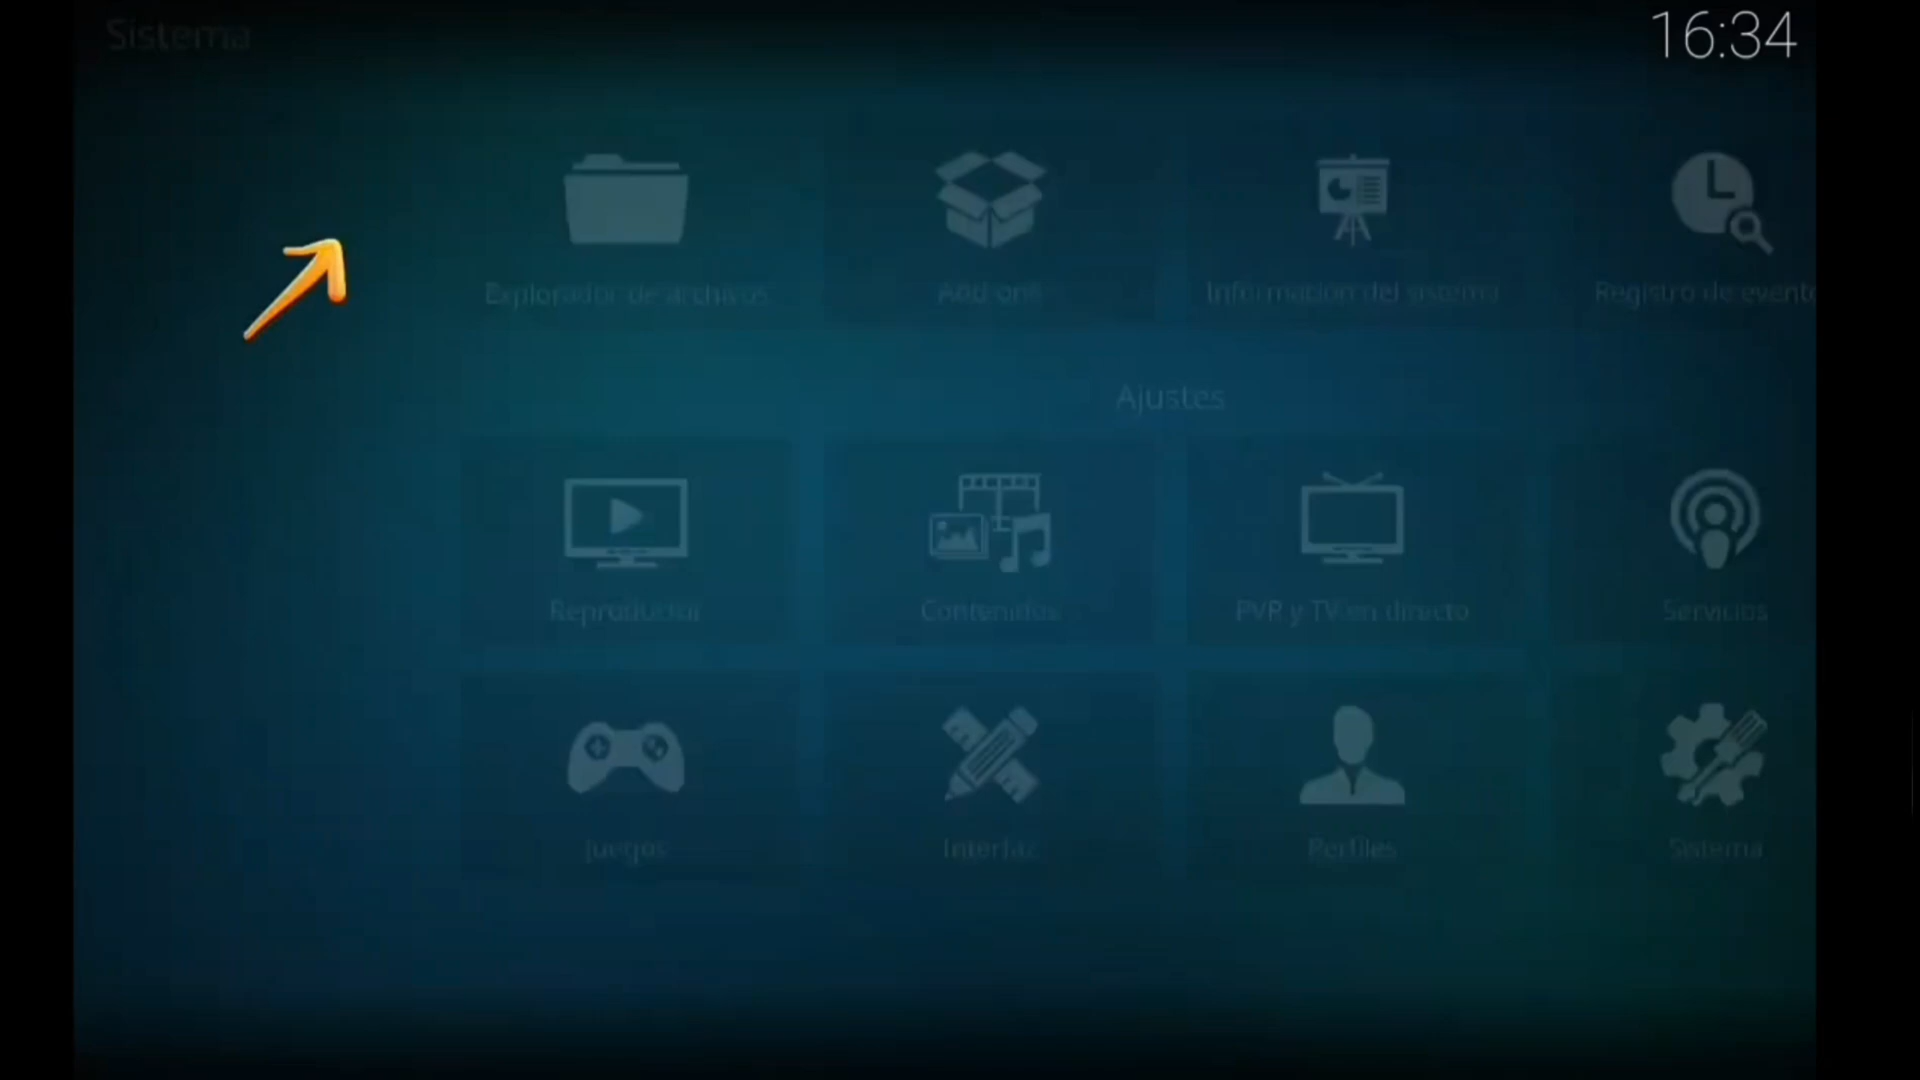 Sistema
16:34
Explorador de archivos
Add-ons
Información del sistema
Registro de evento
Ajustes
Reproductor
Contenidos
PVR y TV en directo
Servicios
Juegos
Interfaz
Perfiles
Sistema